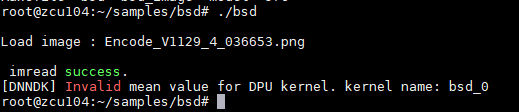 root@zcu104:~/samples/bsd# ./bsd
Load image : Encode_V1129_4_036653.png
imread success.
[DNNDK] Invalid mean value for DPU kernel. kernel name: bsd_0
root@zcu104:~/samples/bsd#